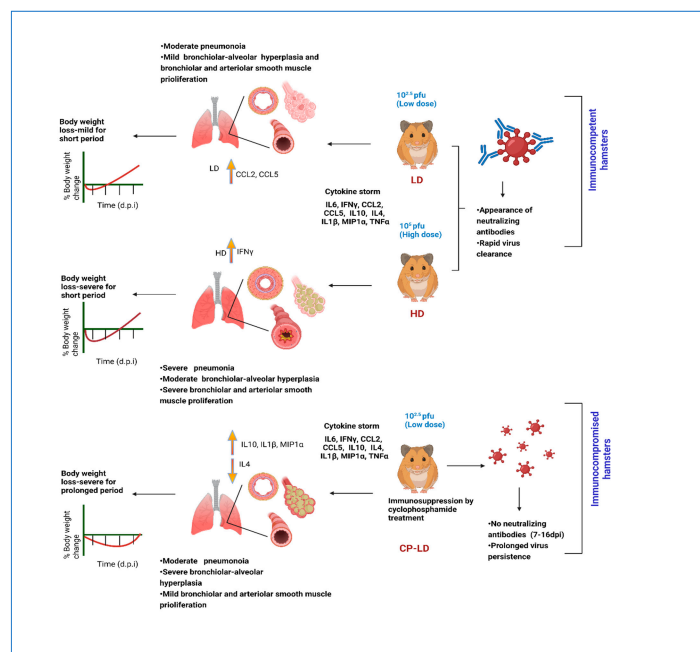 •Moderate pneumonoia
•Mild bronchiolar-alveolar hyperplasia and
bronchiolar and arteriolar smooth muscle
prioliferation
Body weight
loss-mild for
short period
% Body weight
change
Time (d.p.i)
LD
CCL2, CCL5
10^2.5 pfu
(Low dose)
LD
Cytokine storm
IL6, IFNγ, CCL2,
CCL5, IL10, IL4,
IL1β, MIP1α, TNFα
•Appearance of
neutralizing
antibodies
•Rapid virus
clearance
Immunocompetent
hamsters
10^5 pfu
(High dose)
HD
HD
IFNγ
Body weight
loss-severe for
short period
% Body weight
change
Time (d.p.i)
•Severe pneumonia
•Moderate bronchiolar-alveolar hyperplasia
•Severe bronchiolar and arteriolar smooth
muscle proliferation
IL10, IL1β, MIP1α
IL4
Cytokine storm
IL6, IFNγ, CCL2,
CCL5, IL10, IL4,
IL1β, MIP1α, TNFα
10^2.5 pfu
(Low dose)
Immunosuppression by
cyclophosphamide
treatment
CP-LD
•No neutralizing
antibodies (7-16dpi)
•Prolonged virus
persistence
Immunocompromised
hamsters
Body weight
loss-severe for
prolonged period
% Body weight
change
Time (d.p.i)
•Moderate pneumonia
•Severe bronchiolar-alveolar
hyperplasia
•Mild bronchiolar and arteriolar smooth muscle
prioliferation